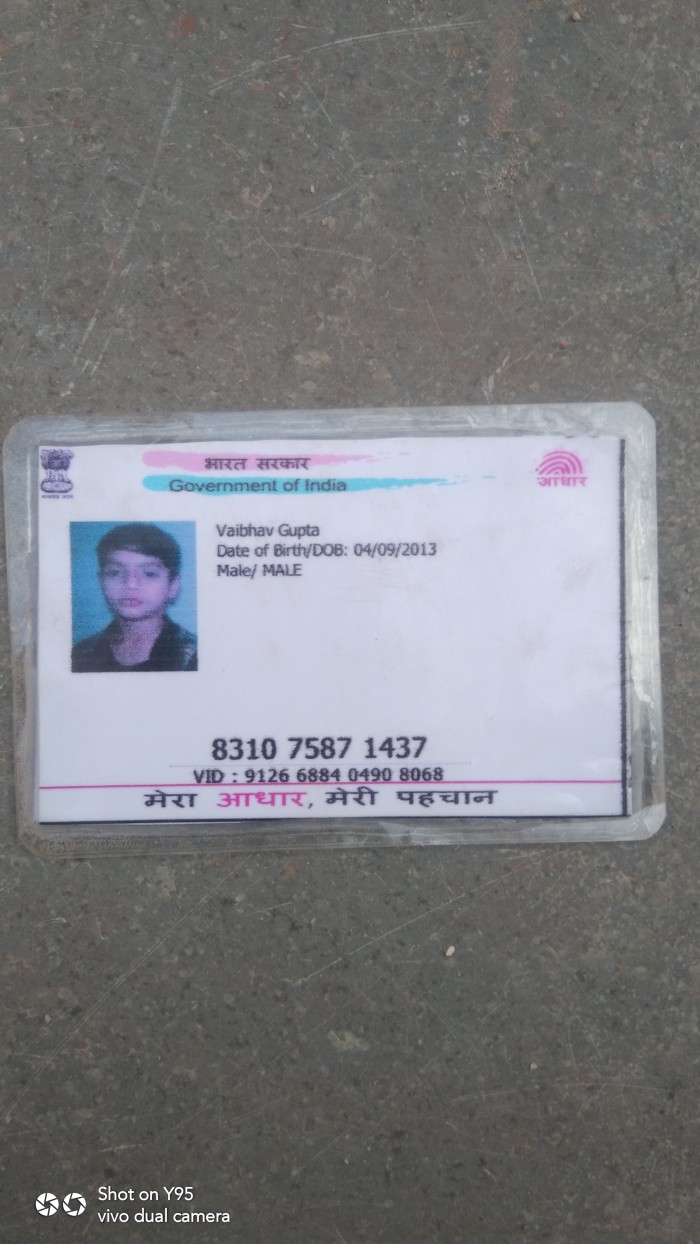 भारत सरकार
Government of India
आधार
Vaibhav Gupta
Date of Birth/DOB: 04/09/2013
Male/ MALE
8310 7587 1437
VID : 9126 6884 0490 8068
मेरा आधार, मेरी पहचान
Shot on Y95
vivo dual camera